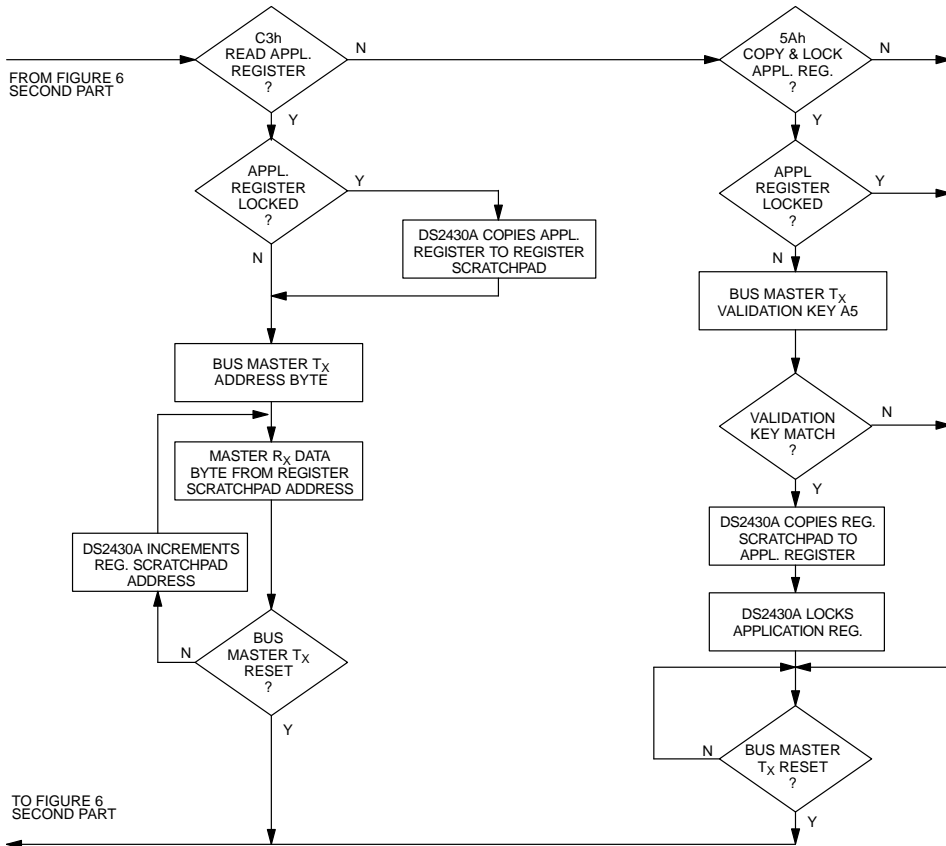 C3h
READ APPL.
REGISTER
?
N
Y
FROM FIGURE 6
SECOND PART
5Ah
COPY & LOCK
APPL. REG.
?
N
Y
APPL.
REGISTER
LOCKED
?
Y
N
DS2430A COPIES APPL.
REGISTER TO REGISTER
SCRATCHPAD
APPL
REGISTER
LOCKED
?
Y
N
BUS MASTER TX
ADDRESS BYTE
BUS MASTER TX
VALIDATION KEY A5
MASTER RX DATA
BYTE FROM REGISTER
SCRATCHPAD ADDRESS
VALIDATION
KEY MATCH
?
N
Y
DS2430A INCREMENTS
REG. SCRATCHPAD
ADDRESS
DS2430A COPIES REG.
SCRATCHPAD TO
APPL. REGISTER
DS2430A LOCKS
APPLICATION REG.
BUS
MASTER TX
RESET
?
N
Y
BUS MASTER
TX RESET
?
N
Y
TO FIGURE 6
SECOND PART